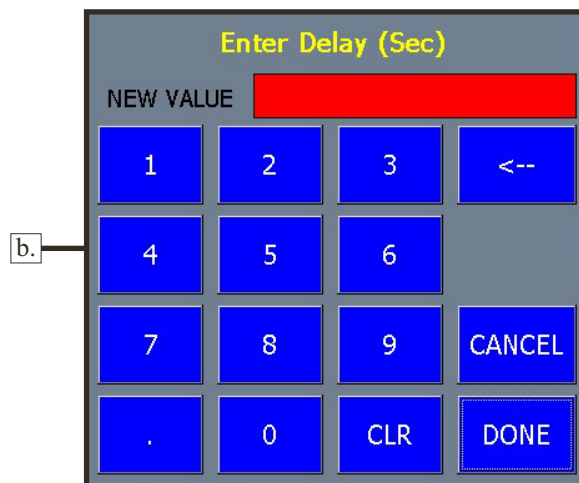 Enter Delay (Sec)
NEW VALUE
1 2 3 <--
b.
4 5 6
7 8 9 CANCEL
. 0 CLR DONE